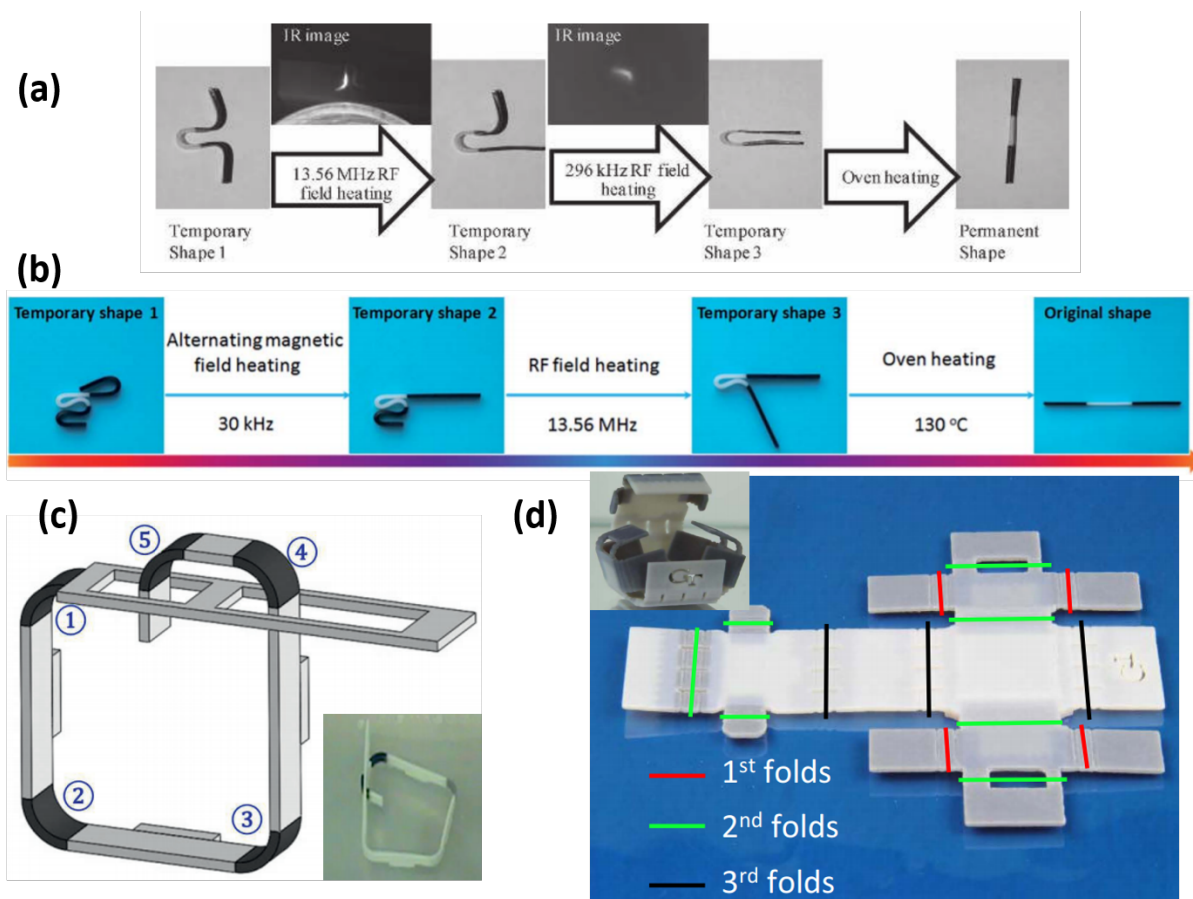 (a)
IR image
IR image
13.56 MHz RF
field heating
296 kHz RF field
heating
Oven heating
Temporary
Shape 1
Temporary
Shape 2
Temporary
Shape 3
Permanent
Shape
(b)
Temporary shape 1
Alternating magnetic
field heating
30 kHz
Temporary shape 2
RF field heating
13.56 MHz
Temporary shape 3
Oven heating
130 °C
Original shape
(c)
①
②
③
④
⑤
(d)
1st folds
2nd folds
3rd folds